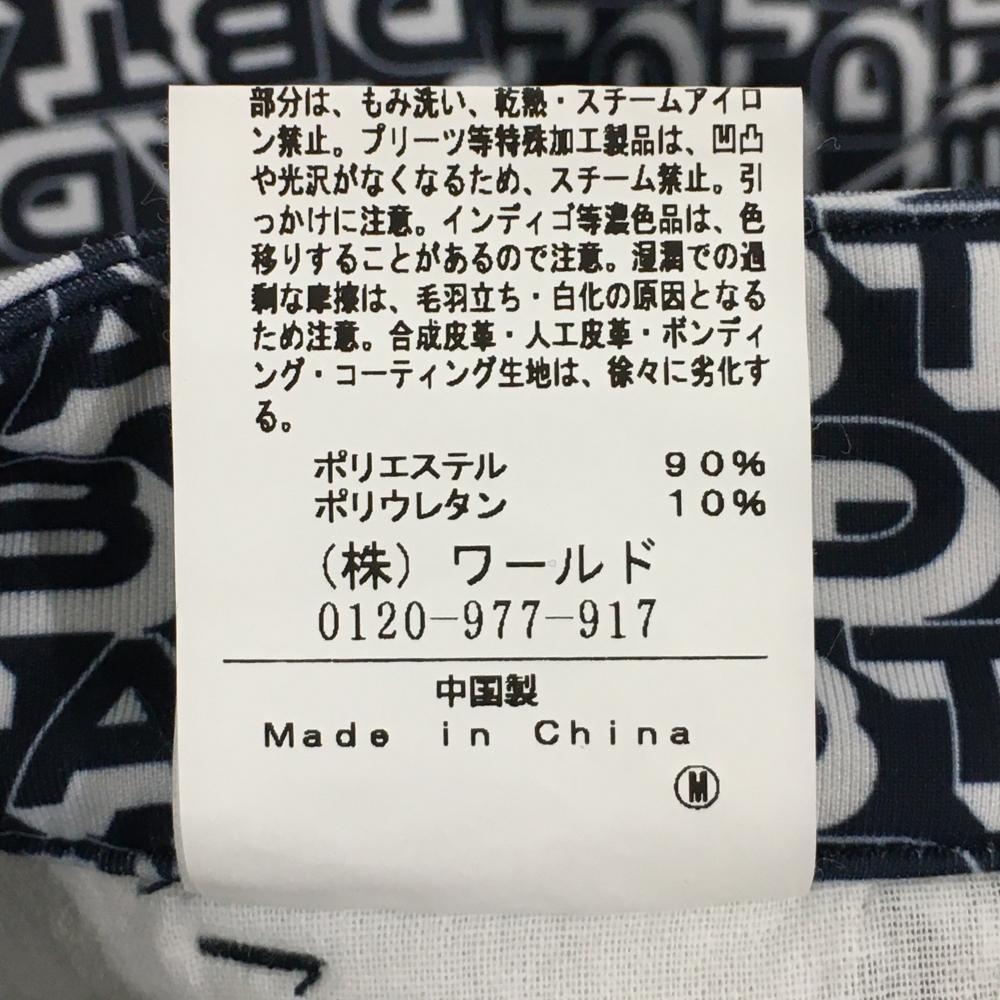 部分は、もみ洗い、乾熱・スチームアイロ
ン禁止。プリーツ等特殊加工製品は、凹凸
や光沢がなくなるため、スチーム禁止。引
っかけに注意。インディゴ等濃色品は、色
移りすることがあるので注意。湿潤での過
剰な摩擦は、毛羽立ち・白化の原因となる
ため注意。合成皮革・人工皮革・ボンディ
ング・コーティング生地は、徐々に劣化す
る。
ポリエステル 90%
ポリウレタン 10%
(株) ワールド
0120-977-917
中国製
Made in China
Ⓜ